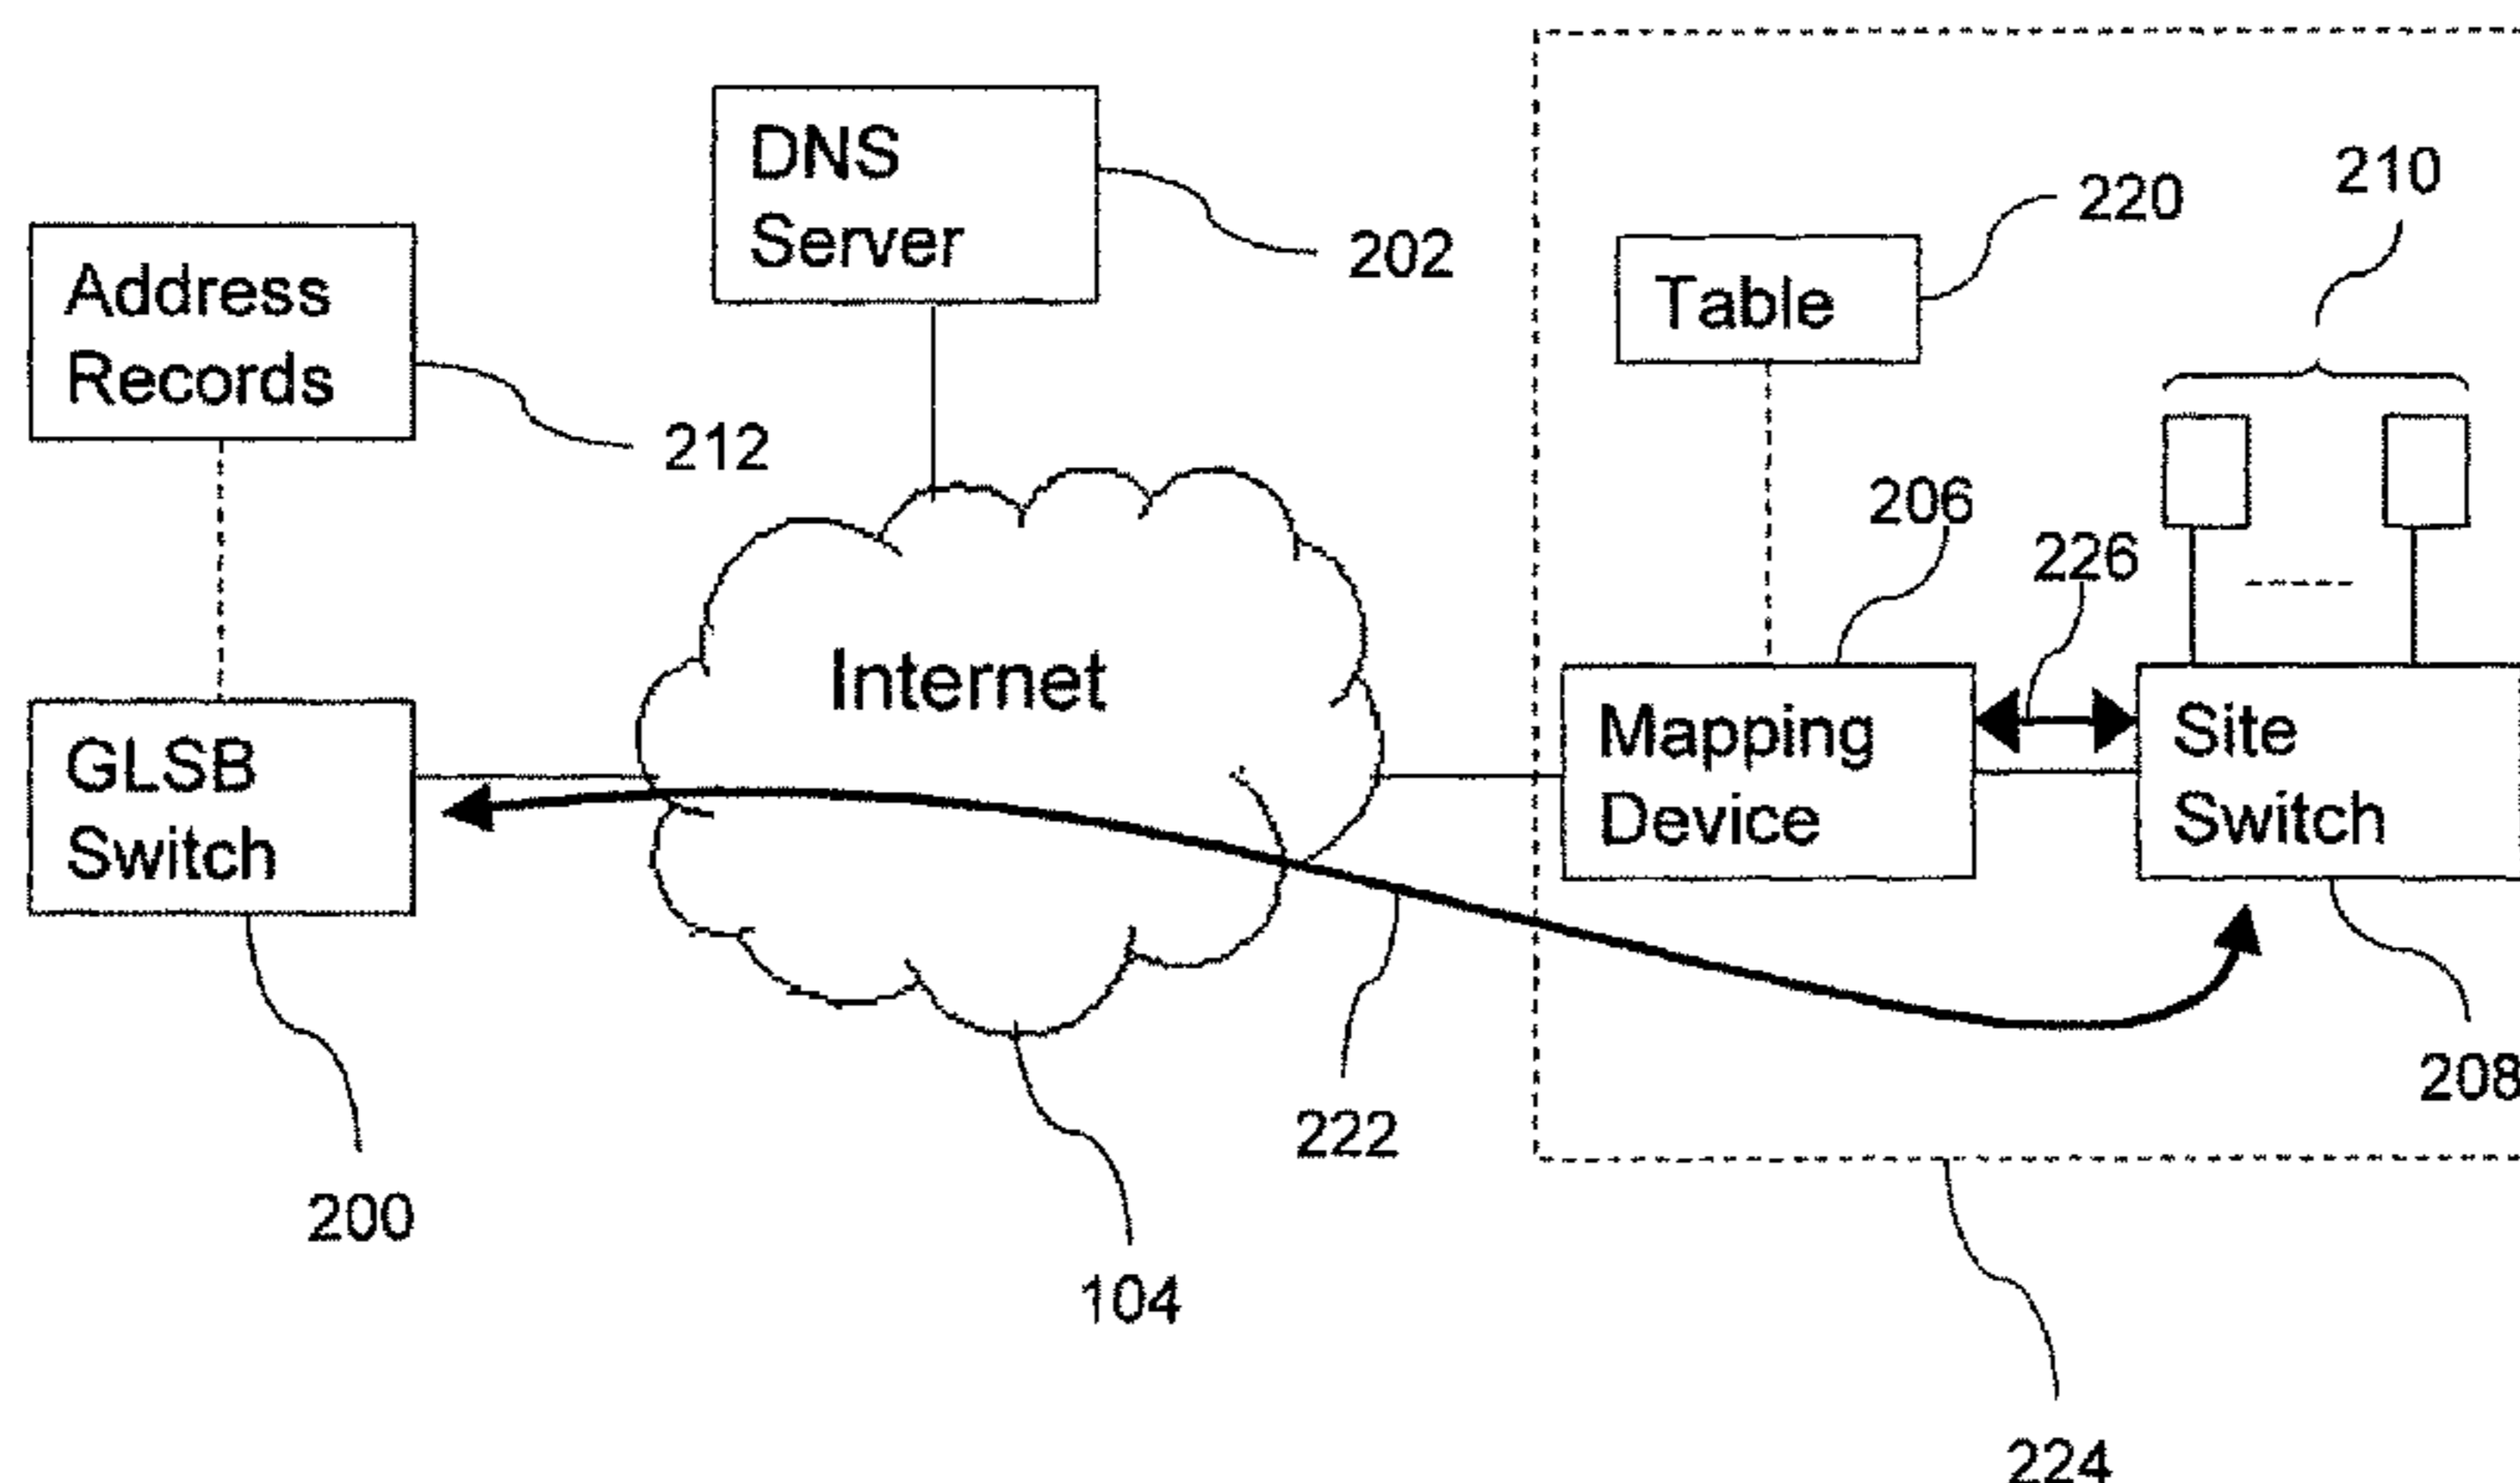 DNS
Server
202
Address
Records
212
Table
220
210
206
226
Internet
GLSB
Switch
Mapping
Device
Site
Switch
222
208
200
104
224